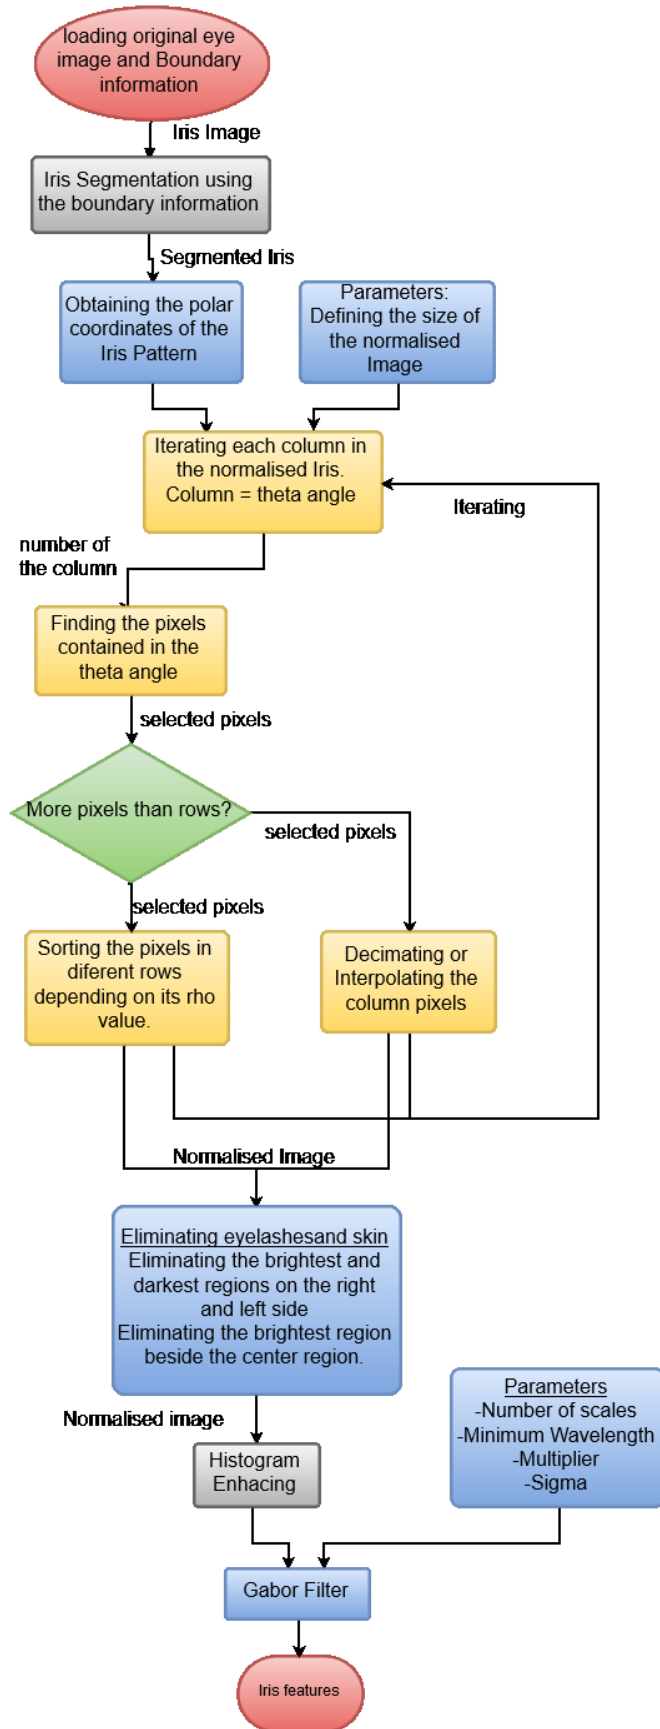 loading original eye
image and Boundary
information
Iris Image
Iris Segmentation using
the boundary information
Segmented Iris
Obtaining the polar
coordinates of the
Iris Pattern
Parameters:
Defining the size of
the normalised
Image
Iterating each column in
the normalised Iris.
Column = theta angle
Iterating
number of
the column
Finding the pixels
contained in the
theta angle
selected pixels
More pixels than rows?
selected pixels
selected pixels
Sorting the pixels in
diferent rows
depending on its rho
value.
Decimating or
Interpolating the
column pixels
Normalised Image
Eliminating eyelashesand skin
Eliminating the brightest and
darkest regions on the right
and left side
Eliminating the brightest region
beside the center region.
Normalised image
Parameters
-Number of scales
-Minimum Wavelength
-Multiplier
-Sigma
Histogram
Enhacing
Gabor Filter
Iris features